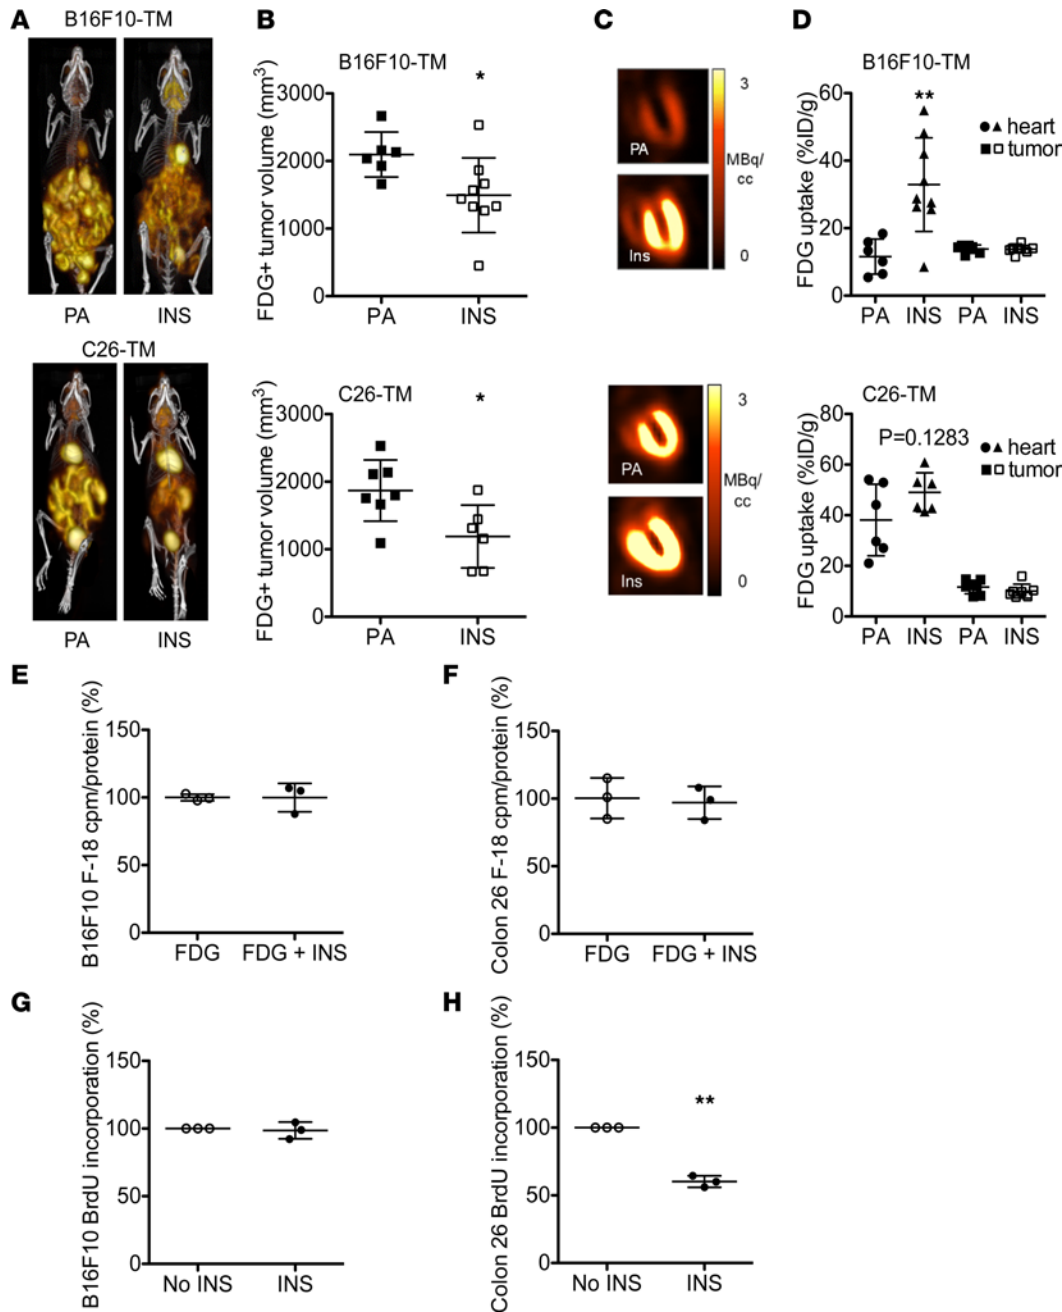 A
B16F10-TM
PA INS
C26-TM
PA INS
B
B16F10-TM
*
FDG+ tumor volume (mm³)
3000
2000
1000
0
PA INS
C26-TM
*
FDG+ tumor volume (mm³)
3000
2000
1000
0
PA INS
C
PA
Ins
3
MBq/
cc
0
PA
Ins
3
MBq/
cc
0
D
B16F10-TM
**
heart
tumor
FDG uptake (%ID/g)
60
40
20
0
PA INS PA INS
C26-TM
P=0.1283
heart
tumor
FDG uptake (%ID/g)
80
60
40
20
0
PA INS PA INS
E
B16F10 F-18 cpm/protein (%)
150
100
50
0
FDG FDG + INS
F
Colon 26 F-18 cpm/protein (%)
150
100
50
0
FDG FDG + INS
G
B16F10 BrdU incorporation (%)
150
100
50
0
No INS INS
H
Colon 26 BrdU incorporation (%)
150
100
50
0
**
No INS INS